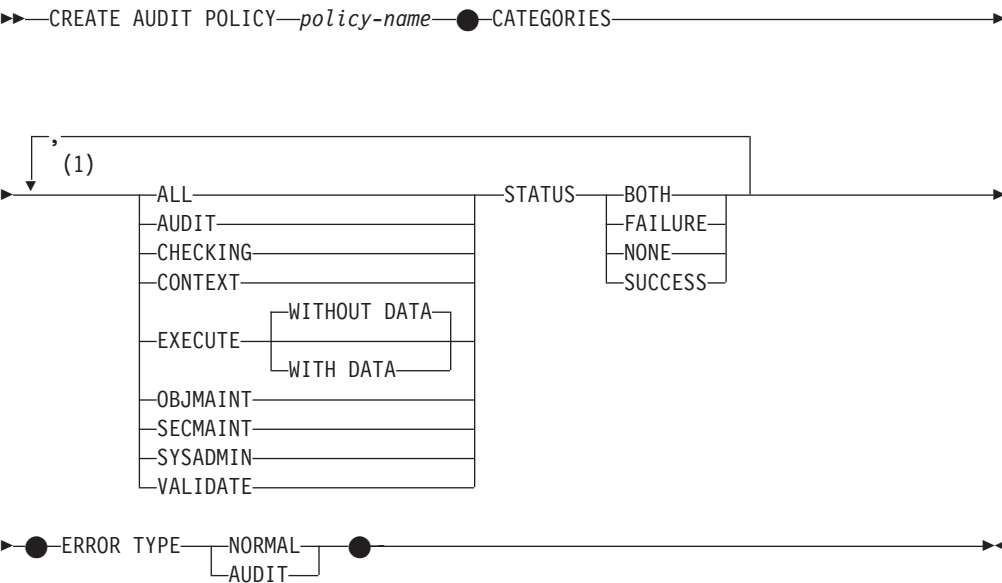 CREATE AUDIT POLICY policy-name CATEGORIES
,
(1)
ALL STATUS BOTH
AUDIT FAILURE
CHECKING NONE
CONTEXT SUCCESS
WITHOUT DATA
EXECUTE
WITH DATA
OBJMAINT
SECMAINT
SYSADMIN
VALIDATE
ERROR TYPE NORMAL
AUDIT